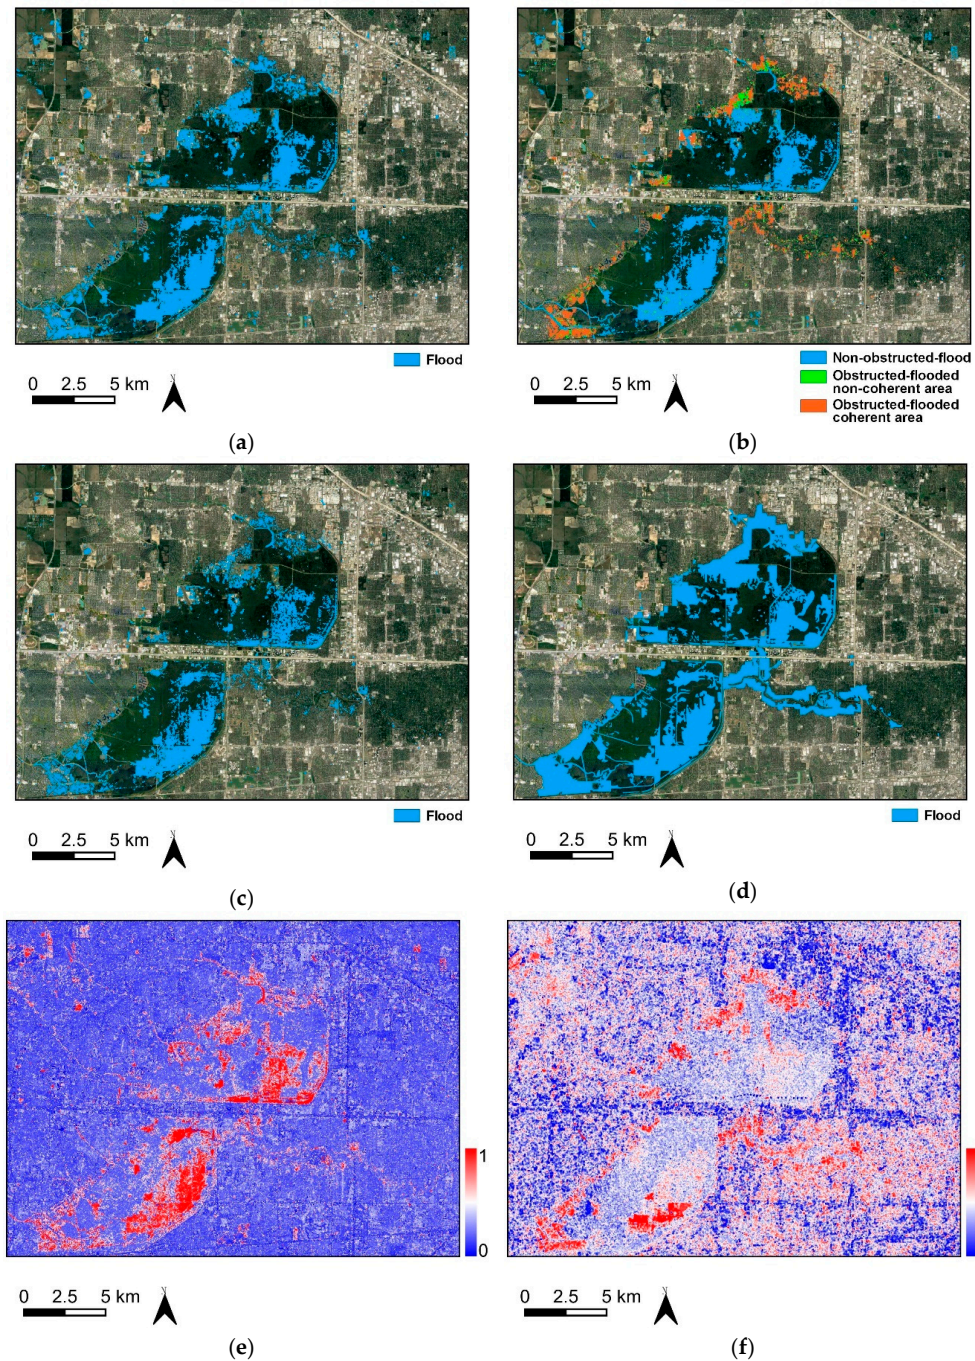 Flood
0 2.5 5 km
N
(a)
Non-obstructed-flood
Obstructed-flooded
non-coherent area
Obstructed-flooded
coherent area
0 2.5 5 km
N
(b)
Flood
0 2.5 5 km
N
(c)
Flood
0 2.5 5 km
N
(d)
1
0
0 2.5 5 km
N
(e)
0 2.5 5 km
N
(f)